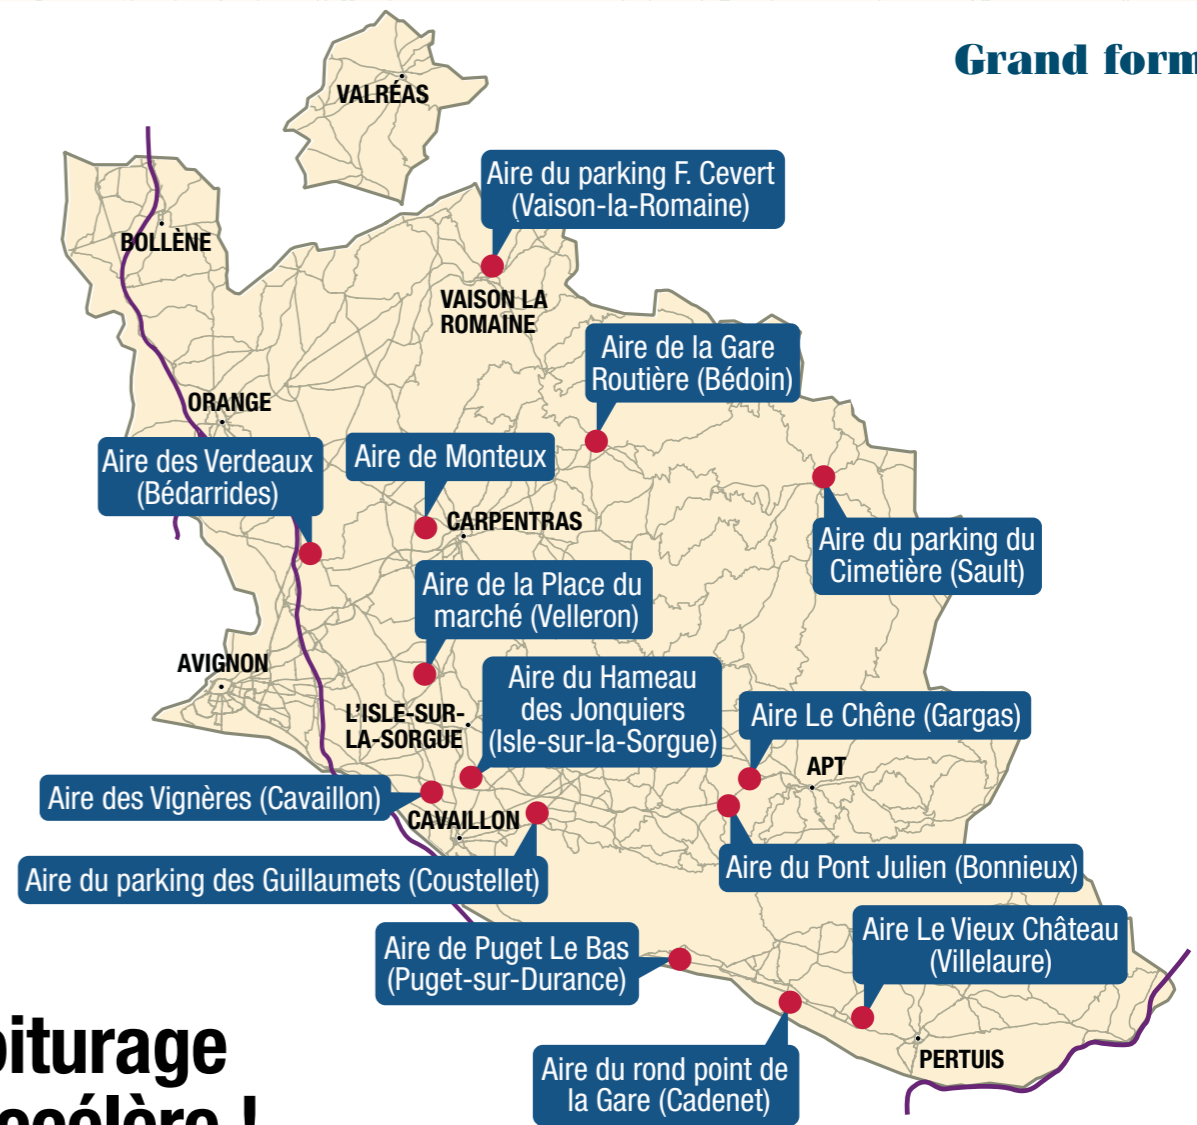 Grand form
VALRÉAS
Aire du parking F. Cevert
(Vaison-la-Romaine)
BOLLÈNE
VAISON LA
ROMAINE
Aire de la Gare
Routière (Bédoin)
ORANGE
Aire des Verdeaux
(Bédarrides)
Aire de Monteux
CARPENTRAS
Aire du parking du
Cimetière (Sault)
Aire de la Place du
marché (Velleron)
AVIGNON
L'ISLE-SUR-
LA-SORGUE
Aire du Hameau
des Jonquiers
(Isle-sur-la-Sorgue)
Aire Le Chêne (Gargas)
APT
Aire des Vignères (Cavaillon)
CAVAILLON
Aire du parking des Guillaumets (Coustellet)
Aire du Pont Julien (Bonnieux)
Aire de Puget Le Bas
(Puget-sur-Durance)
Aire Le Vieux Château
(Villelaure)
Aire du rond point de
la Gare (Cadenet)
PERTUIS
oiturage
ccélère !